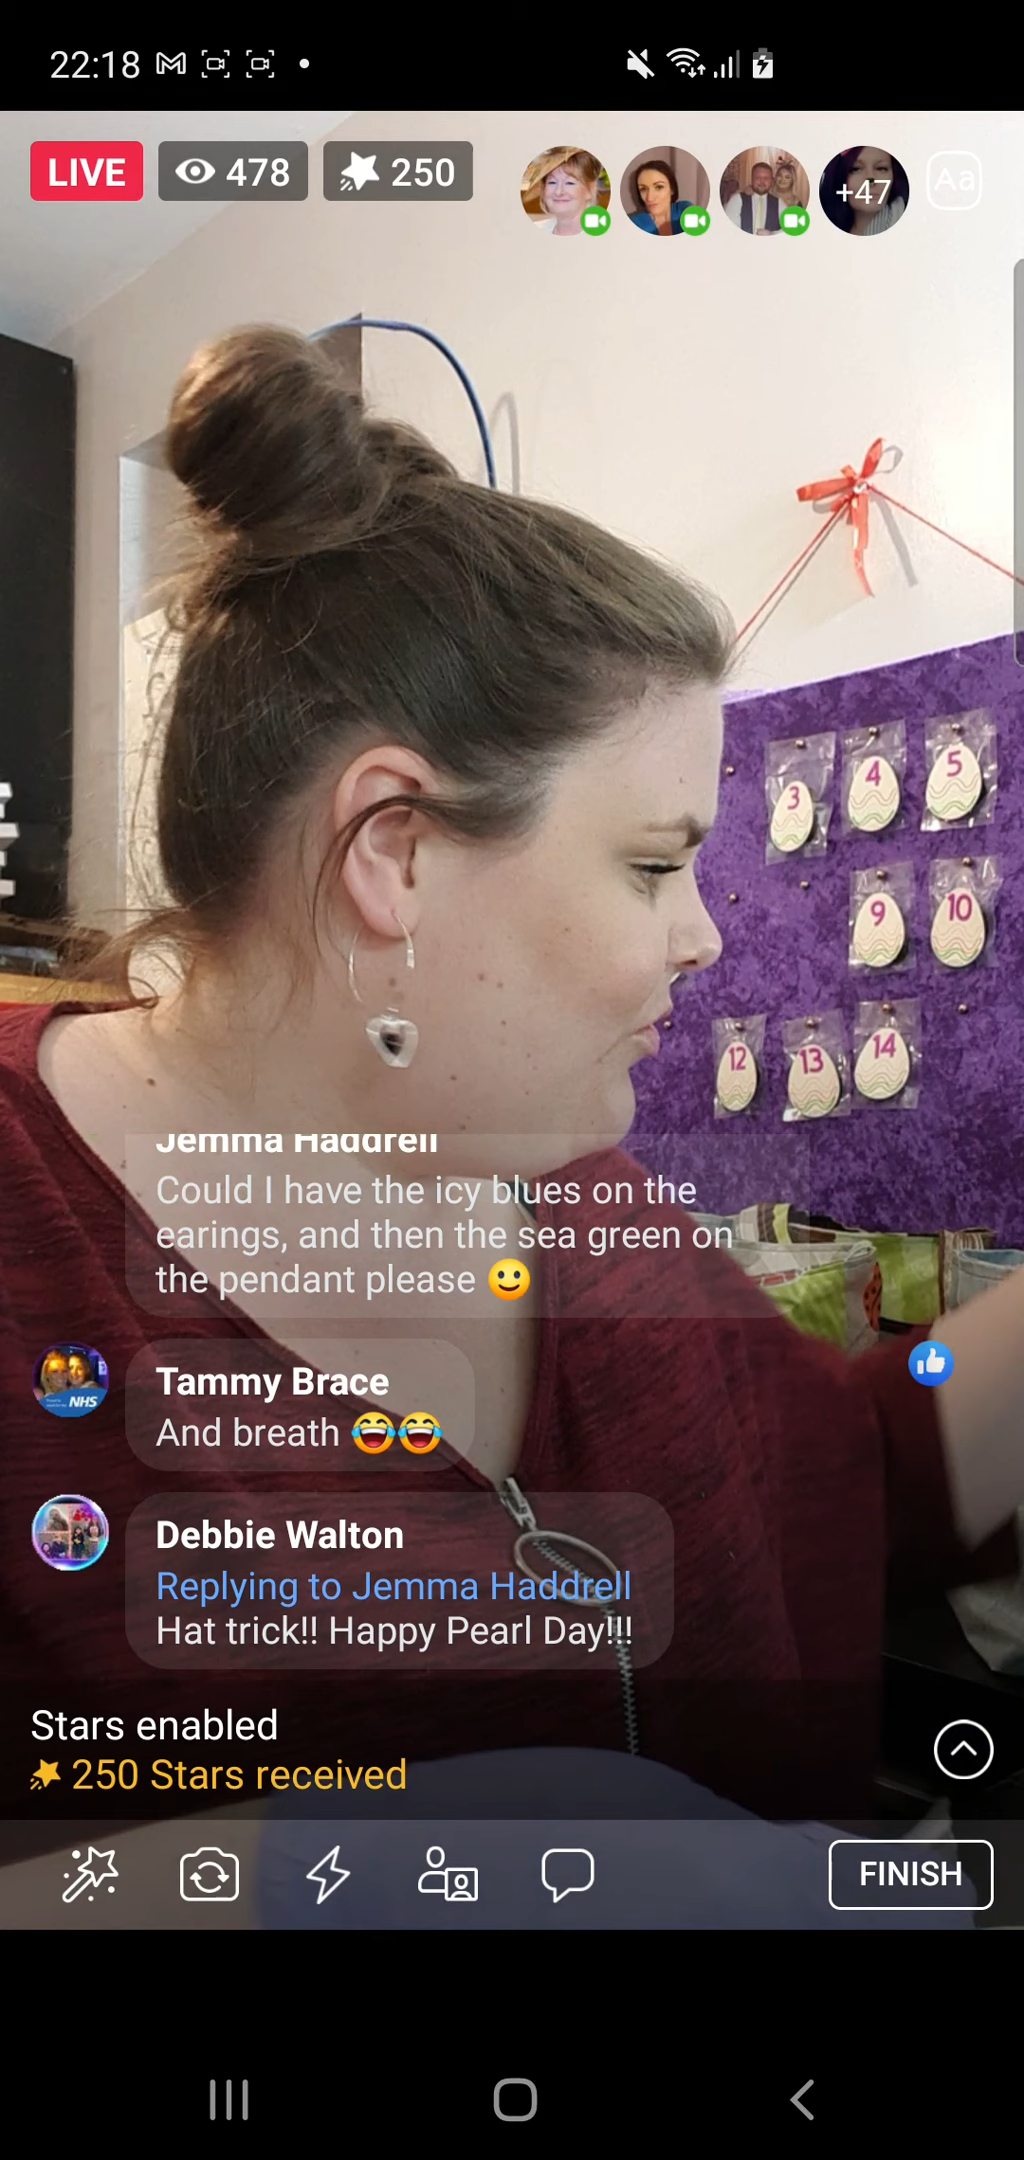 22:18
LIVE 478 250
+47 Aa
3 4 5
9 10
12 13 14
Jemma Haddrell
Could I have the icy blues on the
earings, and then the sea green on
the pendant please 🙂
NHS
Tammy Brace
And breath 😂😂
Debbie Walton
Replying to Jemma Haddrell
Hat trick!! Happy Pearl Day!!!
Stars enabled
250 Stars received
FINISH